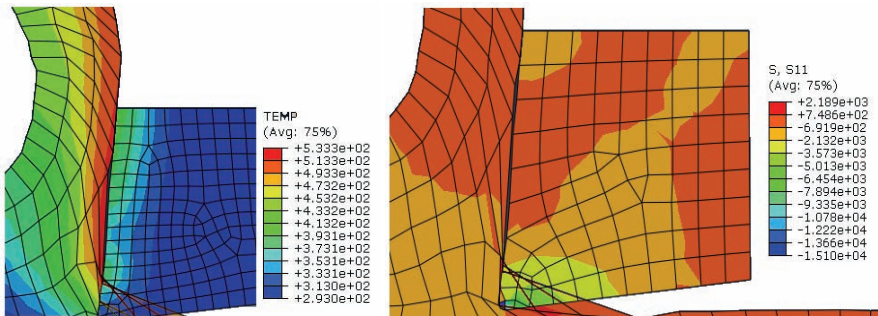 TEMP
(Avg: 75%)
+5.333e+02
+5.133e+02
+4.933e+02
+4.732e+02
+4.532e+02
+4.332e+02
+4.132e+02
+3.931e+02
+3.731e+02
+3.531e+02
+3.331e+02
+3.130e+02
+2.930e+02
S, S11
(Avg: 75%)
+2.189e+03
+7.486e+02
-6.919e+02
-2.132e+03
-3.573e+03
-5.013e+03
-6.454e+03
-7.894e+03
-9.335e+03
-1.078e+04
-1.222e+04
-1.366e+04
-1.510e+04